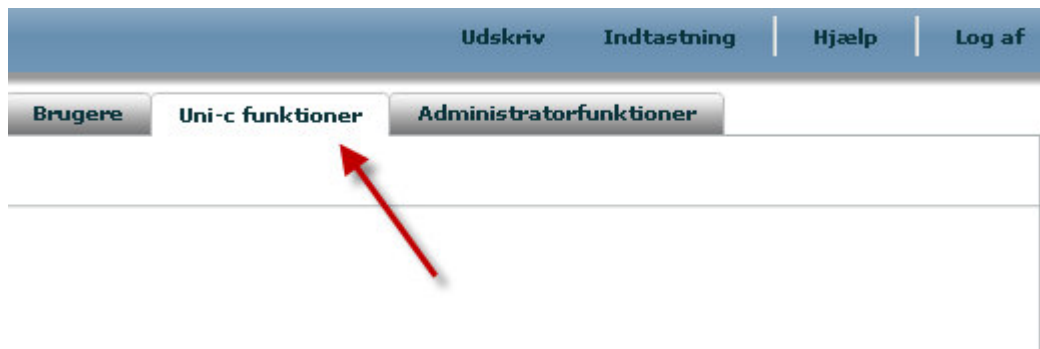 Udskriv Indtastning Hjælp Log af
Brugere Uni-c funktioner Administratorfunktioner